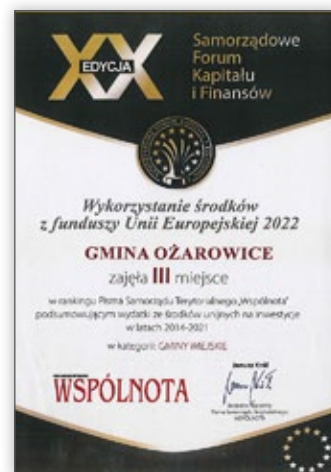 XX
EDYCJA
Samorządowe
Forum
Kapitału
i Finansów
Wykorzystanie środków
z funduszy Unii Europejskiej 2022
GMINA OŻAROWICE
zajęła III miejsce
w rankingu Pisma Samorządu Terytorialnego „Wspólnota”
podsumowującym wydatki ze środków unijnych na inwestycje
w latach 2014-2021
w kategorii: GMINY WIEJSKIE
WSPÓLNOTA